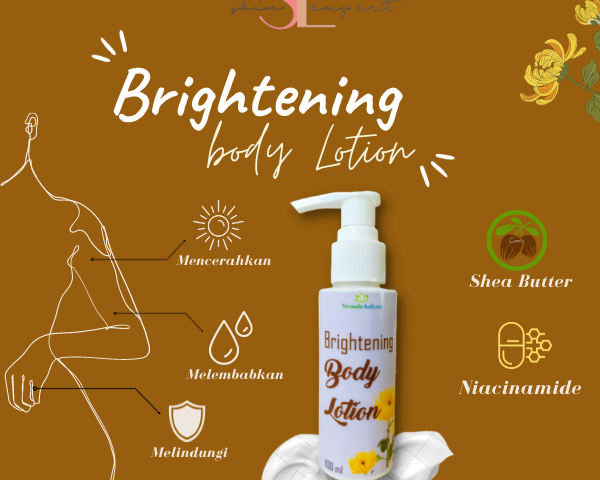 Brightening
body Lotion
Mencerahkan
Shea Butter
Melembabkan
Niacinamide
Melindungi
Brightening
Body
Lotion
100 ml